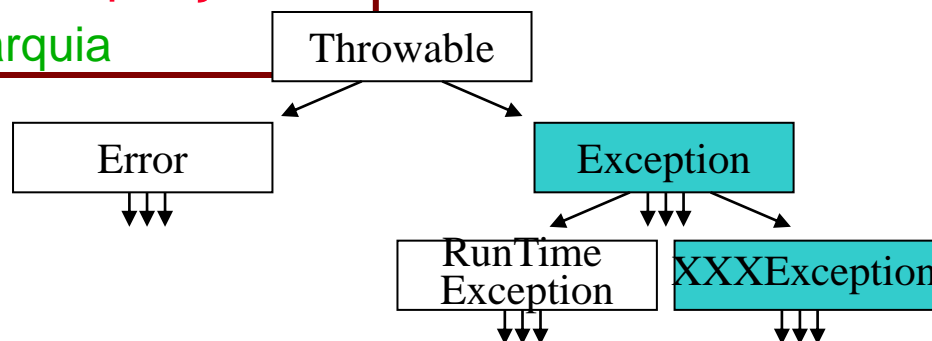 arquia
Throwable
Error
Exception
RunTime
Exception
XXXException